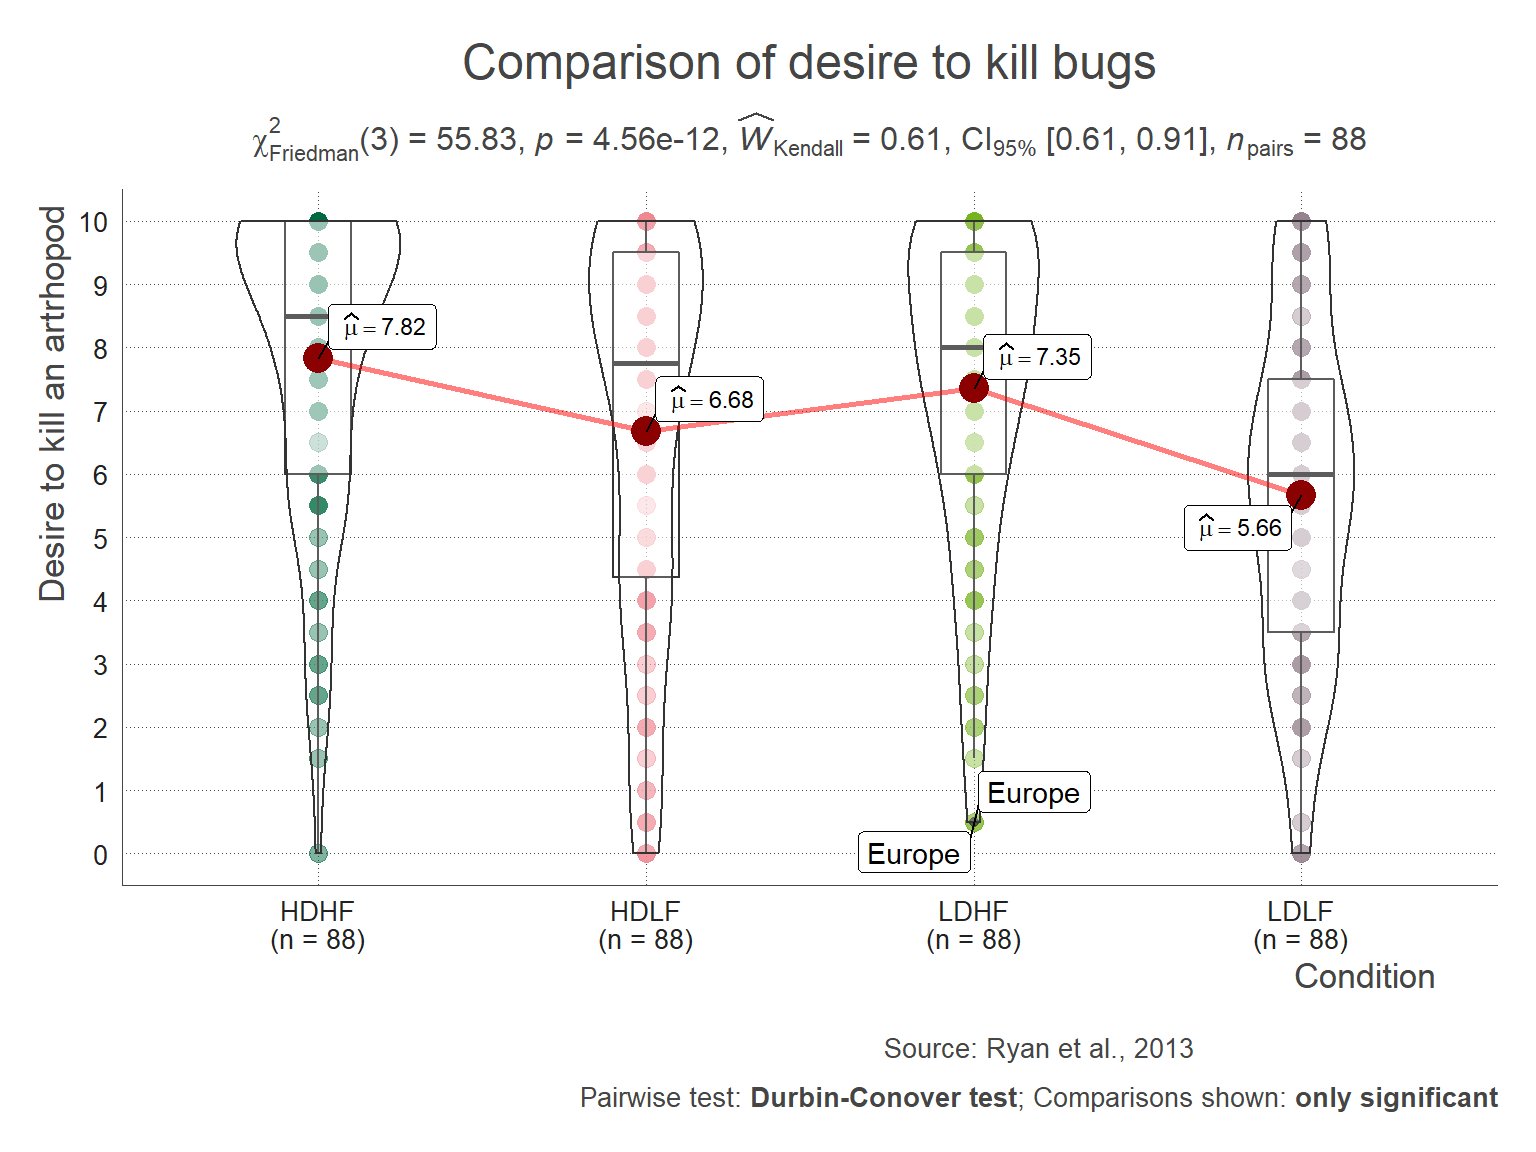 Comparison of desire to kill bugs
χ²Friedman(3) = 55.83, p = 4.56e-12, ŴKendall = 0.61, CI95% [0.61, 0.91], npairs = 88
Desire to kill an artrhopod
10
9
8
7
6
5
4
3
2
1
0
μ̂ = 7.82
μ̂ = 6.68
μ̂ = 7.35
μ̂ = 5.66
Europe
Europe
HDHF
(n = 88)
HDLF
(n = 88)
LDHF
(n = 88)
LDLF
(n = 88)
Condition
Source: Ryan et al., 2013
Pairwise test: Durbin-Conover test; Comparisons shown: only significant